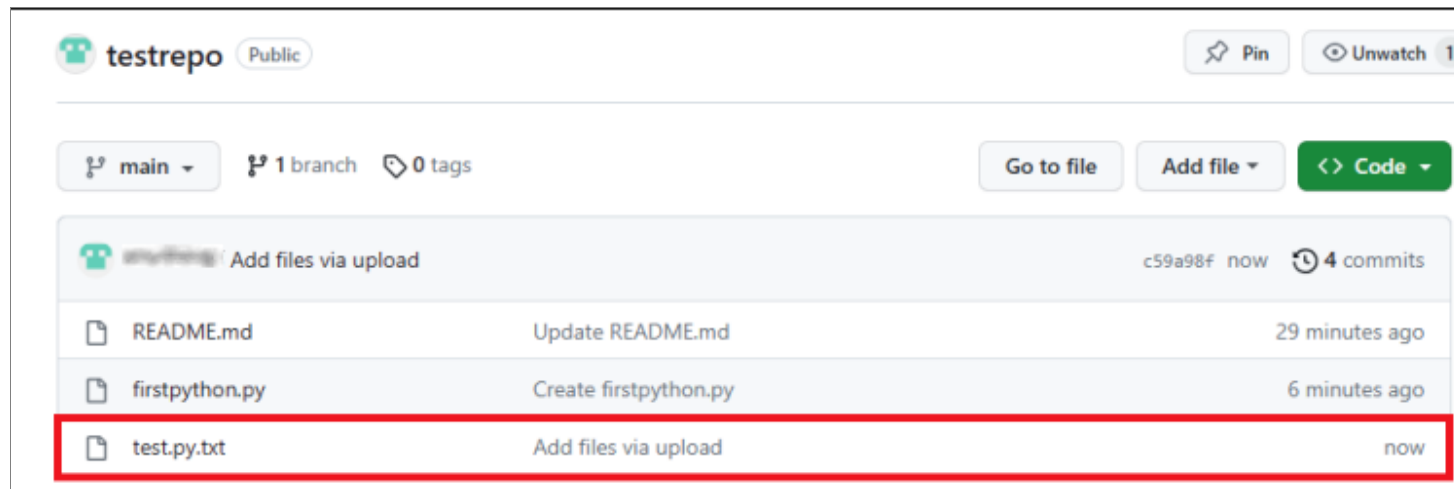 testrepo Public Pin Unwatch 1
main 1 branch 0 tags Go to file Add file Code
Add files via upload c59a98f now 4 commits
README.md Update README.md 29 minutes ago
firstpython.py Create firstpython.py 6 minutes ago
test.py.txt Add files via upload now